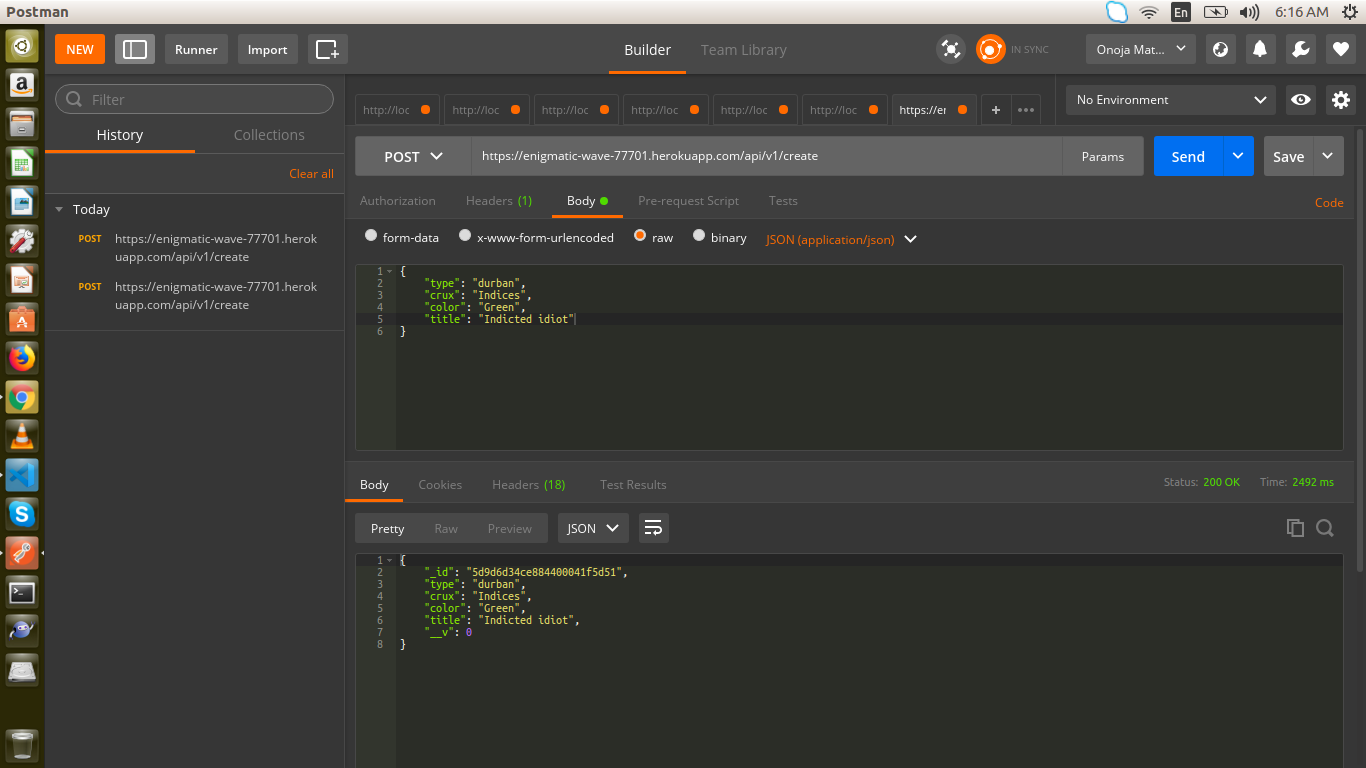 Postman
En
6:16 AM
NEW
Runner
Import
Builder
Team Library
IN SYNC
Onoja Mat...
Filter
History
Collections
Clear all
Today
POST https://enigmatic-wave-77701.herok
uapp.com/api/v1/create
POST https://enigmatic-wave-77701.herok
uapp.com/api/v1/create
http://loc
http://loc
http://loc
http://loc
http://loc
http://loc
https://er
+
•••
No Environment
POST
https://enigmatic-wave-77701.herokuapp.com/api/v1/create
Params
Send
Save
Authorization
Headers (1)
Body
Pre-request Script
Tests
Code
form-data
x-www-form-urlencoded
raw
binary
JSON (application/json)
1 {
2 "type": "durban",
3 "crux": "Indices",
4 "color": "Green",
5 "title": "Indicted idiot"
6 }
Body
Cookies
Headers (18)
Test Results
Status: 200 OK
Time: 2492 ms
Pretty
Raw
Preview
JSON
1 {
2 "_id": "5d9d6d34ce884400041f5d51",
3 "type": "durban",
4 "crux": "Indices",
5 "color": "Green",
6 "title": "Indicted idiot",
7 "__v": 0
8 }